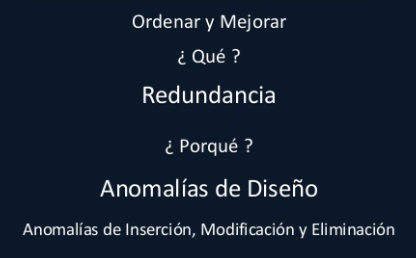 Ordenar y Mejorar
¿ Qué ?
Redundancia
¿ Porqué ?
Anomalías de Diseño
Anomalías de Inserción, Modificación y Eliminación